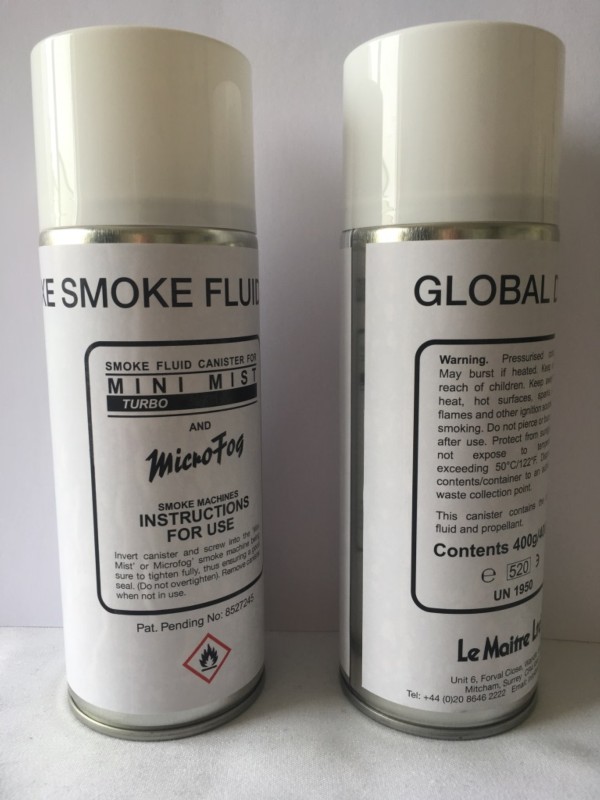 KE SMOKE FLUID
SMOKE FLUID CANISTER FOR
MINI MIST
TURBO
AND
MicroFog
SMOKE MACHINES
INSTRUCTIONS
FOR USE
Invert canister and screw into the
Mist' or Microfog' smoke machine
sure to tighten fully, thus ensuring a
seal. (Do not overtighten). Remove
when not in use.
Pat. Pending No: 8527245
GLOBAL
Warning. Pressurised
May burst if heated. Keep
reach of children. Keep
heat, hot surfaces,
flames and other ignition
smoking. Do not pierce or
after use. Protect from
not expose to
exceeding 50°C/122°F.
contents/container to an
waste collection point.
This canister contains
fluid and propellant.
Contents 400g
e 520 3
UN 1950
Le Maitre
Unit 6, Forval Close,
Mitcham, Surrey
Tel: +44 (0)20 8646 2222 Email